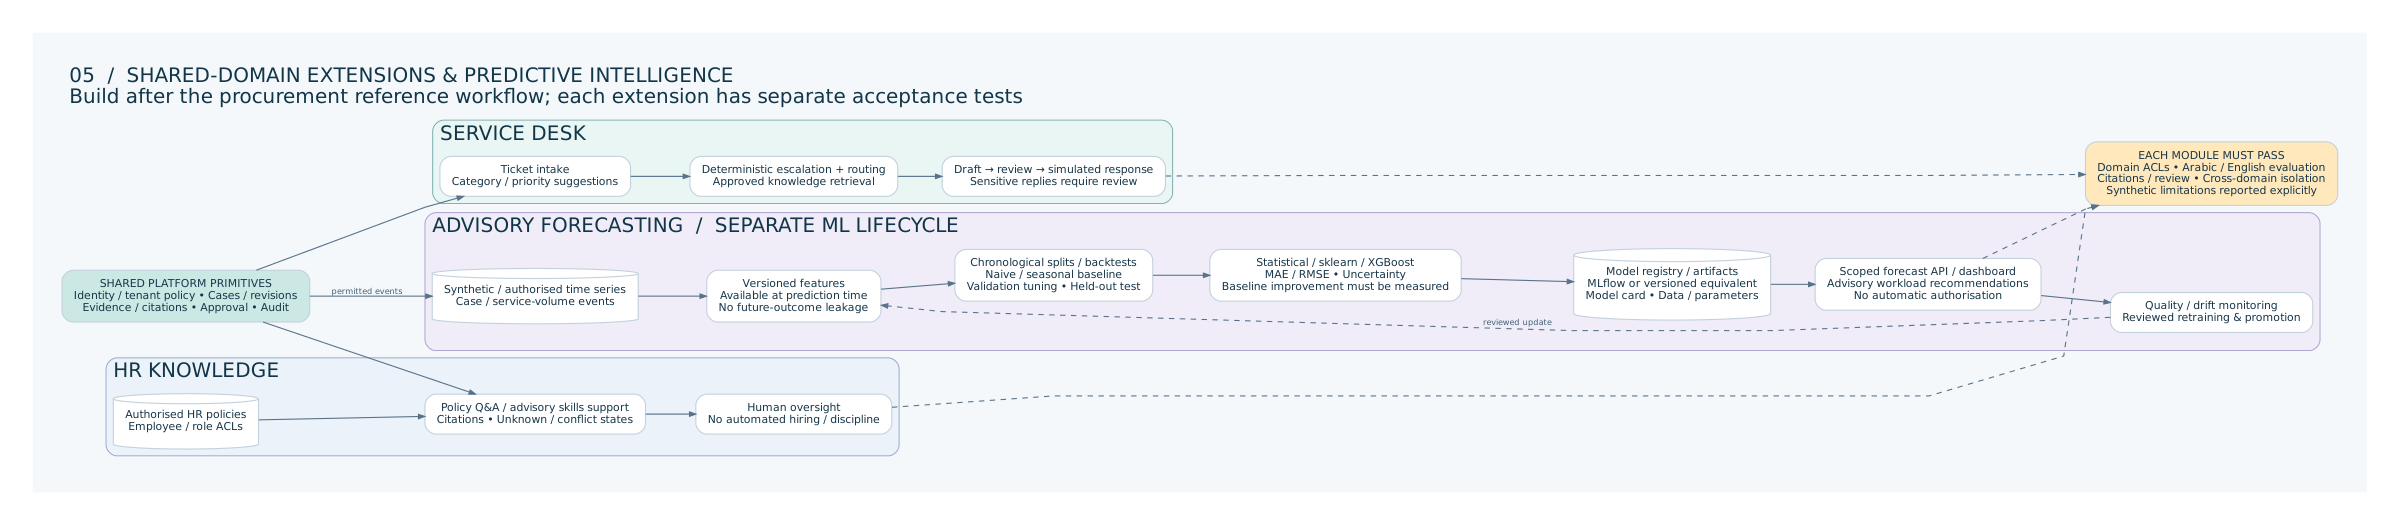 05 / SHARED-DOMAIN EXTENSIONS & PREDICTIVE INTELLIGENCE
Build after the procurement reference workflow; each extension has separate acceptance tests
SERVICE DESK
Ticket intake
Category / priority suggestions
Deterministic escalation + routing
Approved knowledge retrieval
Draft → review → simulated response
Sensitive replies require review
EACH MODULE MUST PASS
Domain ACLs • Arabic / English evaluation
Citations / review • Cross-domain isolation
Synthetic limitations reported explicitly
ADVISORY FORECASTING / SEPARATE ML LIFECYCLE
SHARED PLATFORM PRIMITIVES
Identity / tenant policy • Cases / revisions
Evidence / citations • Approval • Audit
permitted events
Synthetic / authorised time series
Case / service-volume events
Versioned features
Available at prediction time
No future-outcome leakage
Chronological splits / backtests
Naive / seasonal baseline
Validation tuning • Held-out test
Statistical / sklearn / XGBoost
MAE / RMSE • Uncertainty
Baseline improvement must be measured
Model registry / artifacts
MLflow or versioned equivalent
Model card • Data / parameters
Scoped forecast API / dashboard
Advisory workload recommendations
No automatic authorisation
Quality / drift monitoring
Reviewed retraining & promotion
reviewed update
HR KNOWLEDGE
Authorised HR policies
Employee / role ACLs
Policy Q&A / advisory skills support
Citations • Unknown / conflict states
Human oversight
No automated hiring / discipline